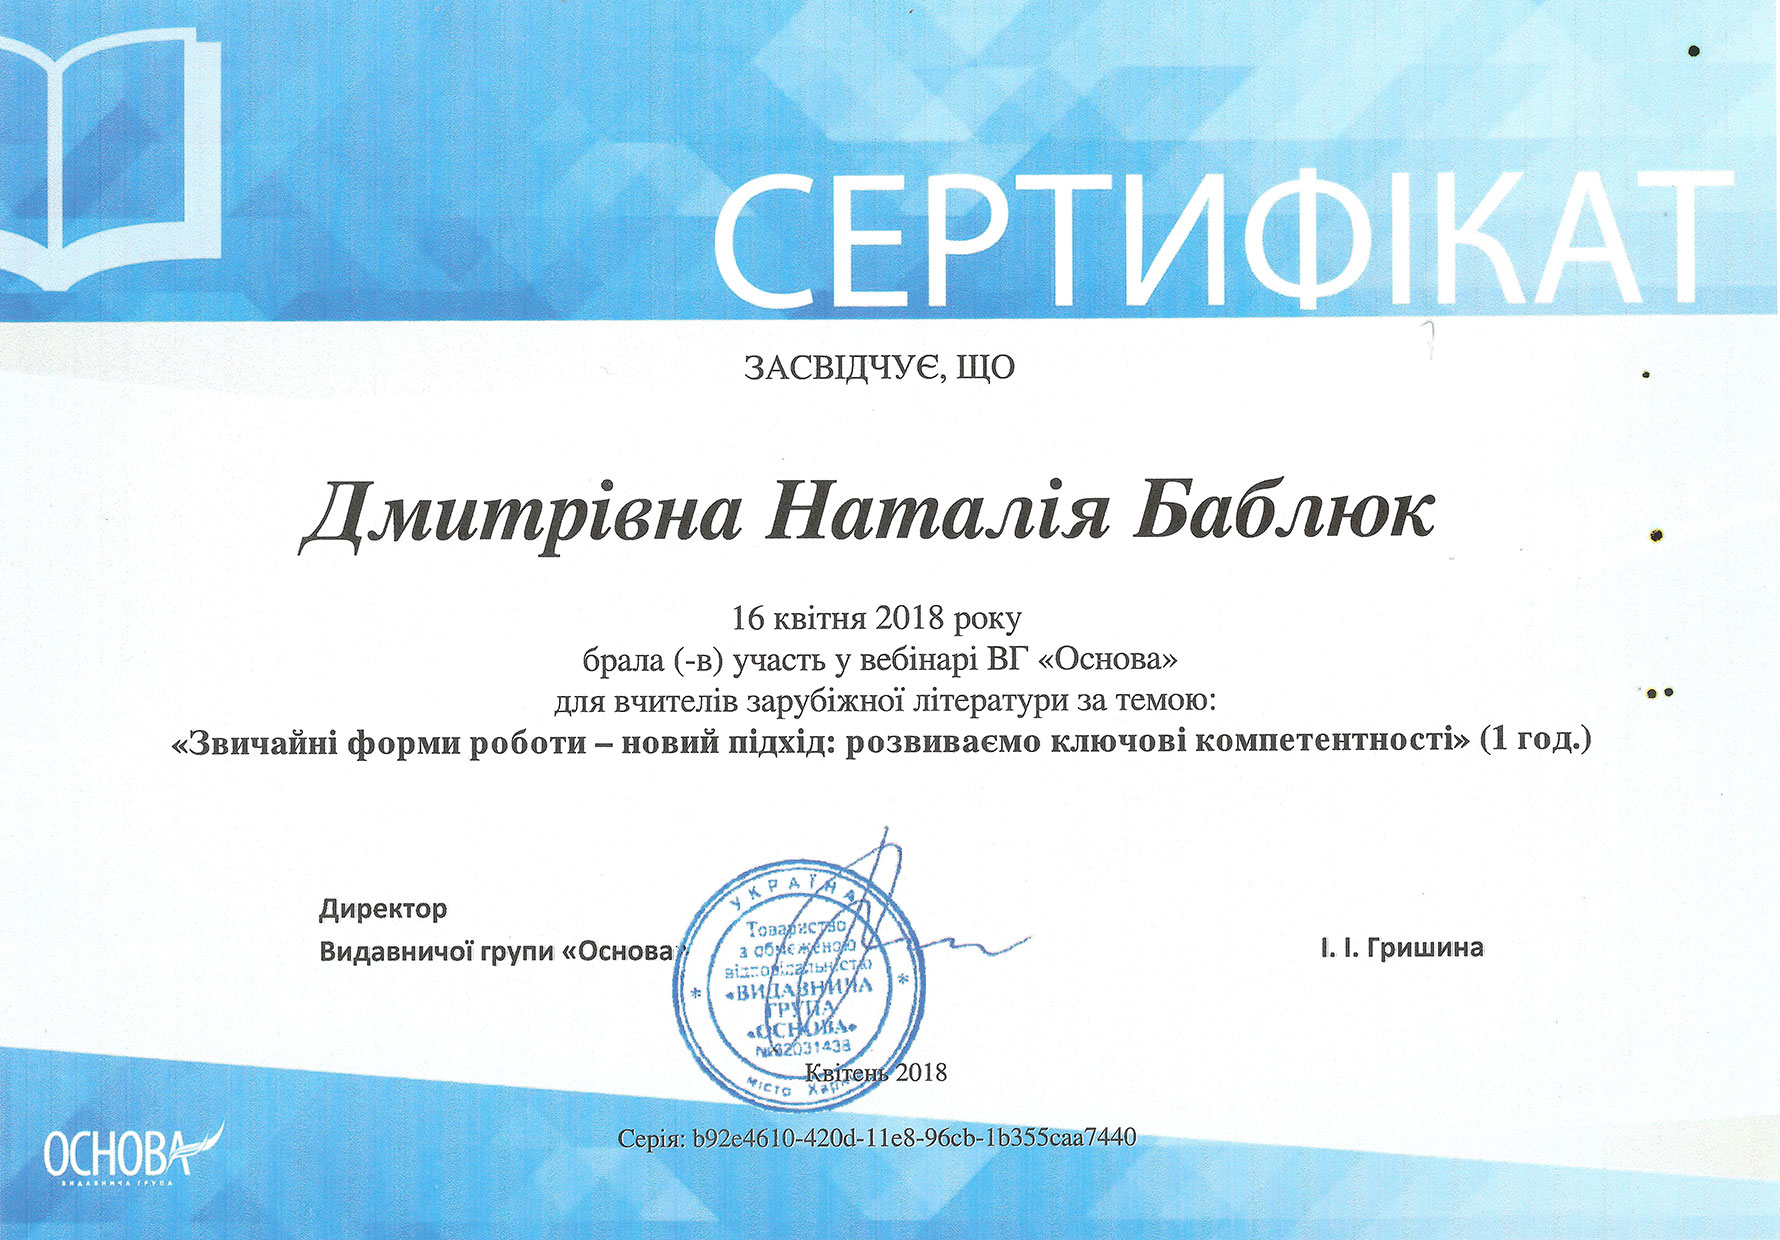 СЕРТИФІКАТ
ЗАСВІДЧУЄ, ЩО
Дмитрівна Наталія Баблюк
16 квітня 2018 року
брала (-в) участь у вебінарі ВГ «Основа»
для вчителів зарубіжної літератури за темою:
«Звичайні форми роботи – новий підхід: розвиваємо ключові компетентності» (1 год.)
Директор
Видавничої групи «Основа»
І. І. Гришина
УКРАЇНА
Товариство
з обмеженою
відповідальністю
«ВИДАВНИЧА
ГРУПА
«ОСНОВА»
№32031438
місто
Квітень 2018
Серія: b92e4610-420d-11e8-96cb-1b355caa7440
ОСНОВА
ВИДАВНИЧА ГРУПА